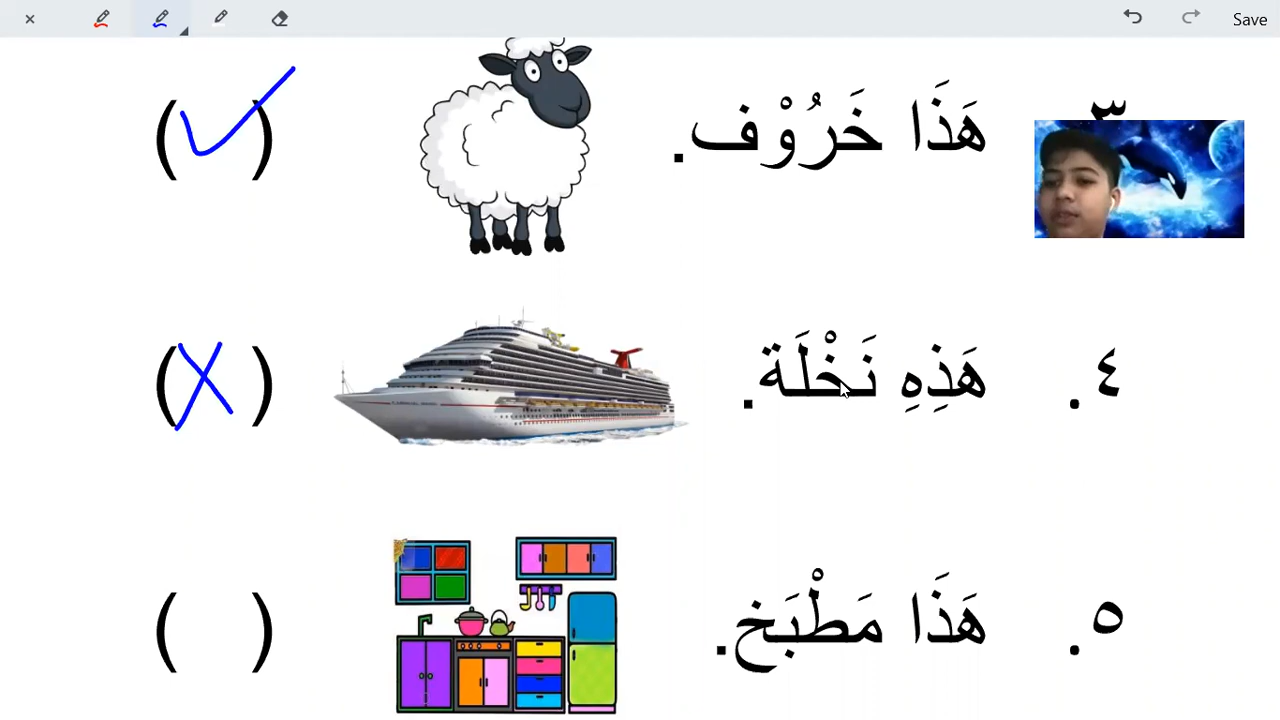 Save
٣ هَذَا خَرُوْف. (✓)
٤. هَذِهِ نَخْلَة. (X)
٥. هَذَا مَطْبَخ. ( )